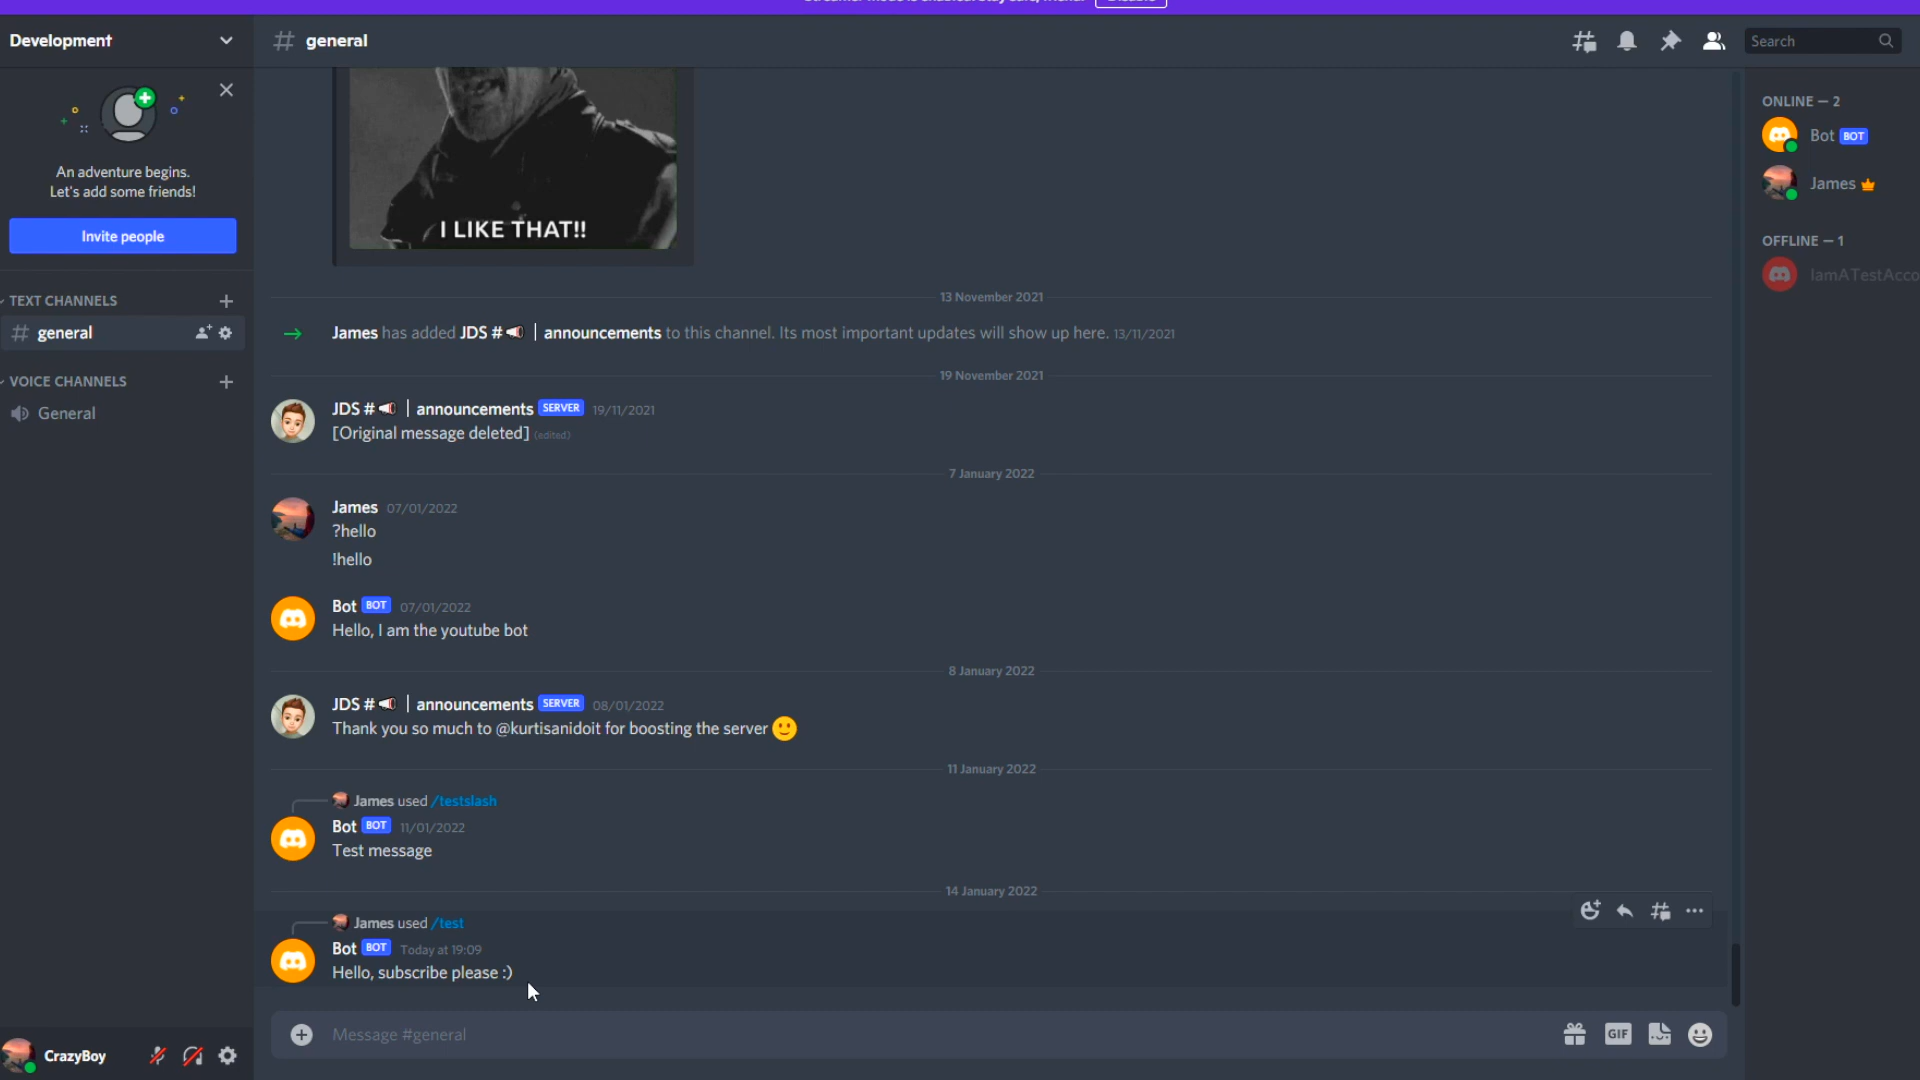 Development
# general
Search
An adventure begins.
Let's add some friends!
Invite people
TEXT CHANNELS
# general
VOICE CHANNELS
General
I LIKE THAT!!
13 November 2021
James has added JDS # | announcements to this channel. Its most important updates will show up here. 13/11/2021
19 November 2021
JDS # | announcements SERVER 19/11/2021
[Original message deleted] (edited)
7 January 2022
James 07/01/2022
?hello
!hello
Bot BOT 07/01/2022
Hello, I am the youtube bot
8 January 2022
JDS # | announcements SERVER 08/01/2022
Thank you so much to @kurtisanidoit for boosting the server 🙂
11 January 2022
James used /testslash
Bot BOT 11/01/2022
Test message
14 January 2022
James used /test
Bot BOT Today at 19:09
Hello, subscribe please :)
Message #general
GIF
CrazyBoy
ONLINE — 2
Bot BOT
James
OFFLINE — 1
IamATestAcco